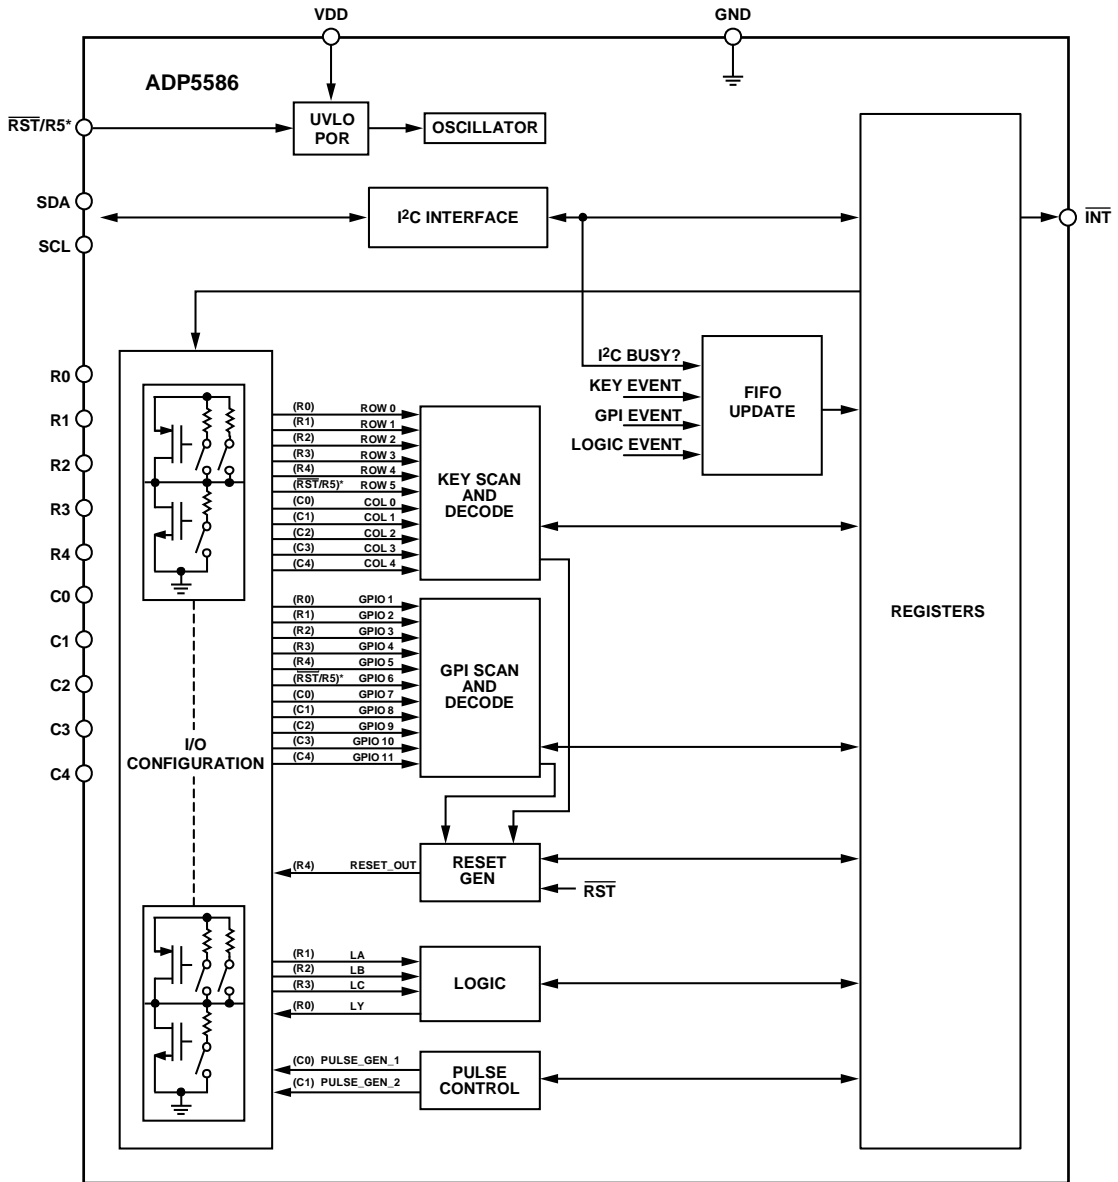 VDD
GND
ADP5586
RST/R5*
UVLO
POR
OSCILLATOR
SDA
I2C INTERFACE
INT
SCL
I2C BUSY?
KEY EVENT
GPI EVENT
LOGIC EVENT
FIFO
UPDATE
R0
R1
R2
R3
R4
C0
C1
C2
C3
C4
(R0) ROW 0
(R1) ROW 1
(R2) ROW 2
(R3) ROW 3
(R4) ROW 4
(RST/R5)* ROW 5
(C0) COL 0
(C1) COL 1
(C2) COL 2
(C3) COL 3
(C4) COL 4
KEY SCAN
AND
DECODE
(R0) GPIO 1
(R1) GPIO 2
(R2) GPIO 3
(R3) GPIO 4
(R4) GPIO 5
(RST/R5)* GPIO 6
(C0) GPIO 7
(C1) GPIO 8
(C2) GPIO 9
(C3) GPIO 10
(C4) GPIO 11
GPI SCAN
AND
DECODE
REGISTERS
I/O
CONFIGURATION
(R4) RESET_OUT
RESET
GEN
RST
(R1) LA
(R2) LB
(R3) LC
(R0) LY
LOGIC
(C0) PULSE_GEN_1
(C1) PULSE_GEN_2
PULSE
CONTROL